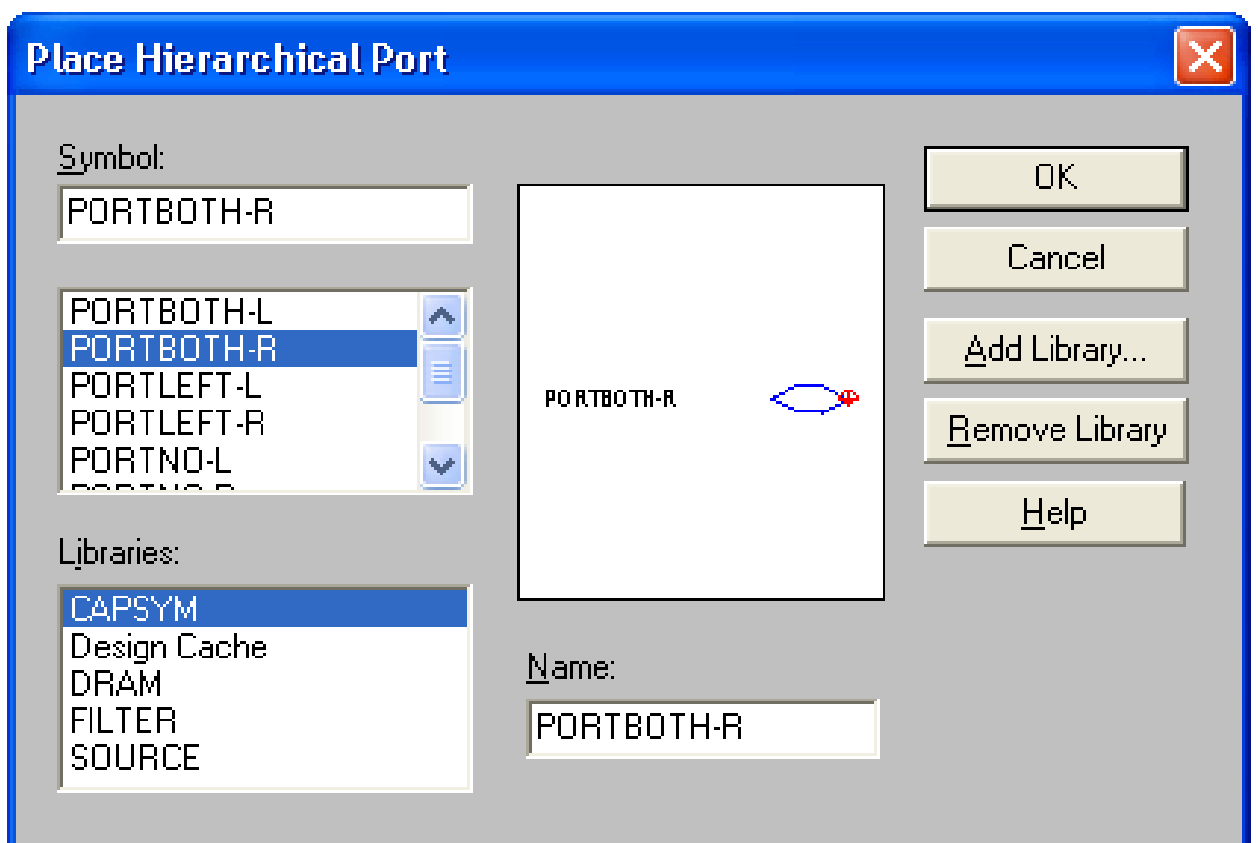 Place Hierarchical Port
Symbol:
PORTBOTH-R
PORTBOTH-L
PORTBOTH-R
PORTLEFT-L
PORTLEFT-R
PORTNO-L
Libraries:
CAPSYM
Design Cache
DRAM
FILTER
SOURCE
PORTBOTH-R
Name:
PORTBOTH-R
OK
Cancel
Add Library...
Remove Library
Help